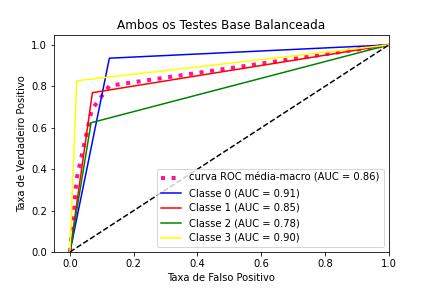 Ambos os Testes Base Balanceada
Taxa de Verdadeiro Positivo
1.0
0.8
0.6
0.4
0.2
0.0
curva ROC média-macro (AUC = 0.86)
Classe 0 (AUC = 0.91)
Classe 1 (AUC = 0.85)
Classe 2 (AUC = 0.78)
Classe 3 (AUC = 0.90)
0.0 0.2 0.4 0.6 0.8 1.0
Taxa de Falso Positivo